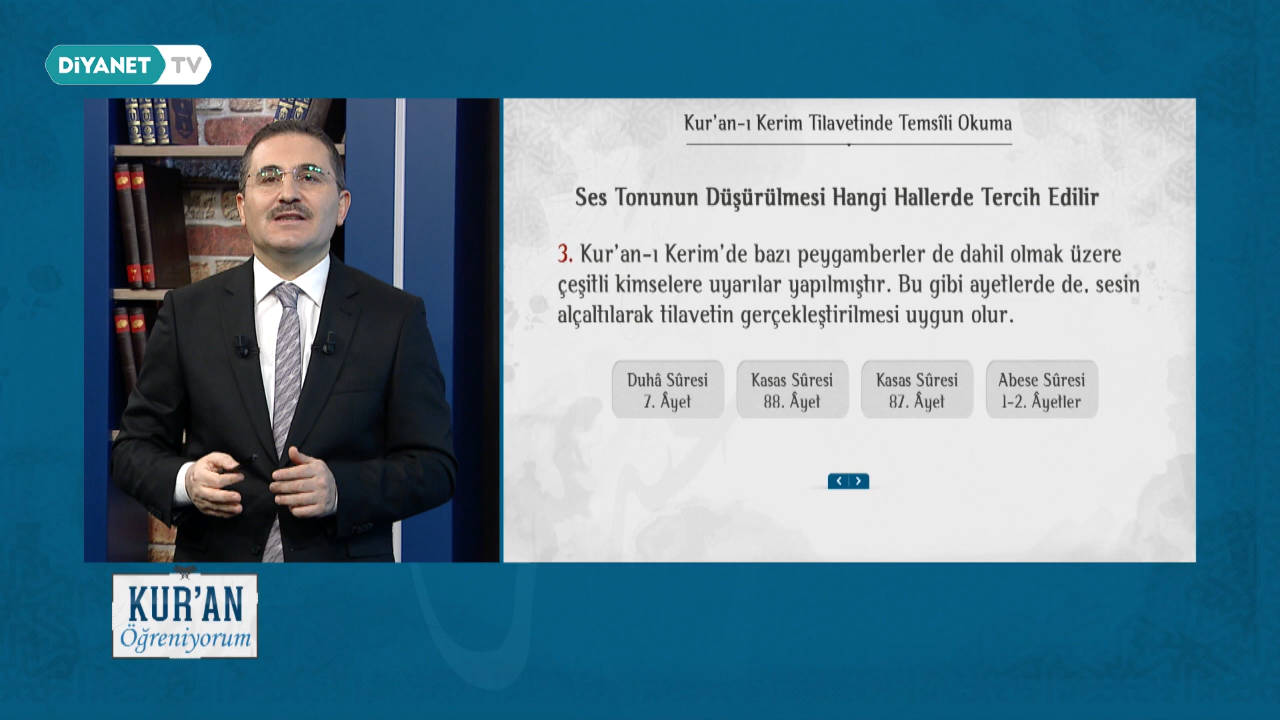 DİYANET TV
Kur'an-ı Kerim Tilavetinde Temsîli Okuma
Ses Tonunun Düşürülmesi Hangi Hallerde Tercih Edilir
3. Kur'an-ı Kerim'de bazı peygamberler de dahil olmak üzere
çeşitli kimselere uyarılar yapılmıştır. Bu gibi ayetlerde de, sesin
alçaltılarak tilavetin gerçekleştirilmesi uygun olur.
Duhâ Sûresi
7. Âyet
Kasas Sûresi
88. Âyet
Kasas Sûresi
87. Âyet
Abese Sûresi
1-2. Âyetler
KUR'AN
Öğreniyorum